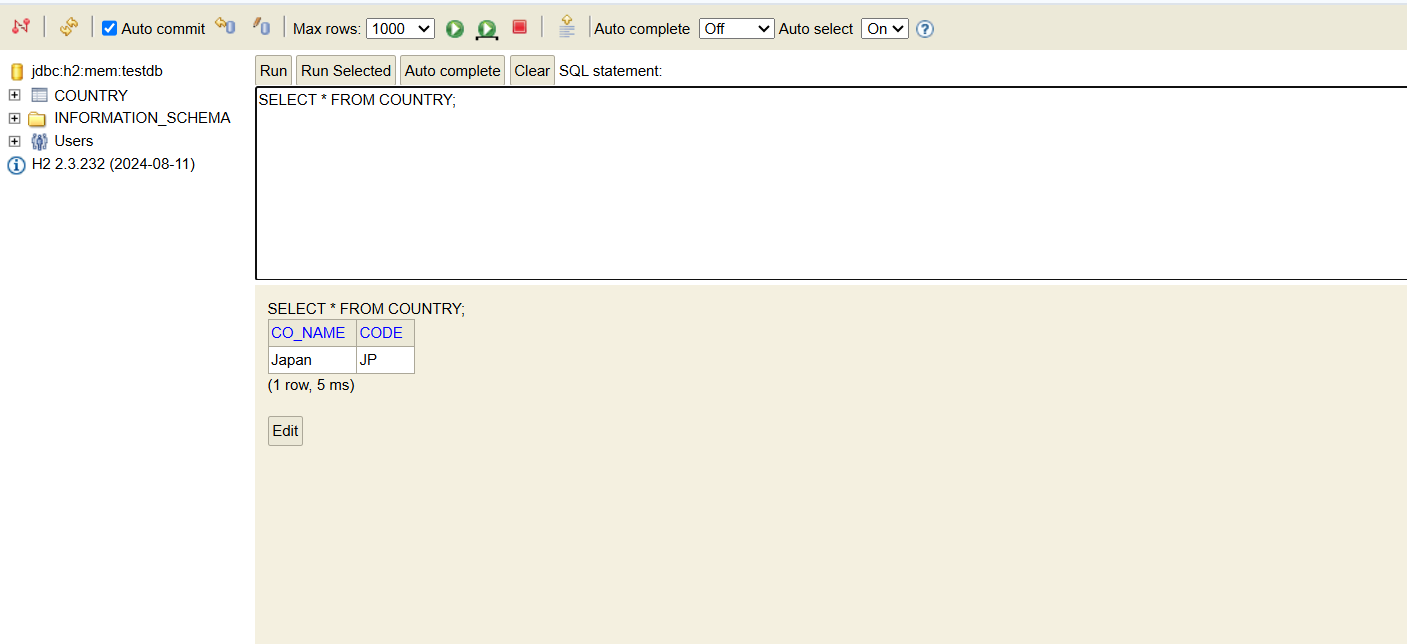 Auto commit Max rows: 1000 Auto complete Off Auto select On ?
jdbc:h2:mem:testdb
COUNTRY
INFORMATION_SCHEMA
Users
H2 2.3.232 (2024-08-11)
Run Run Selected Auto complete Clear SQL statement:
SELECT * FROM COUNTRY;
SELECT * FROM COUNTRY;
CO_NAME CODE
Japan JP
(1 row, 5 ms)
Edit